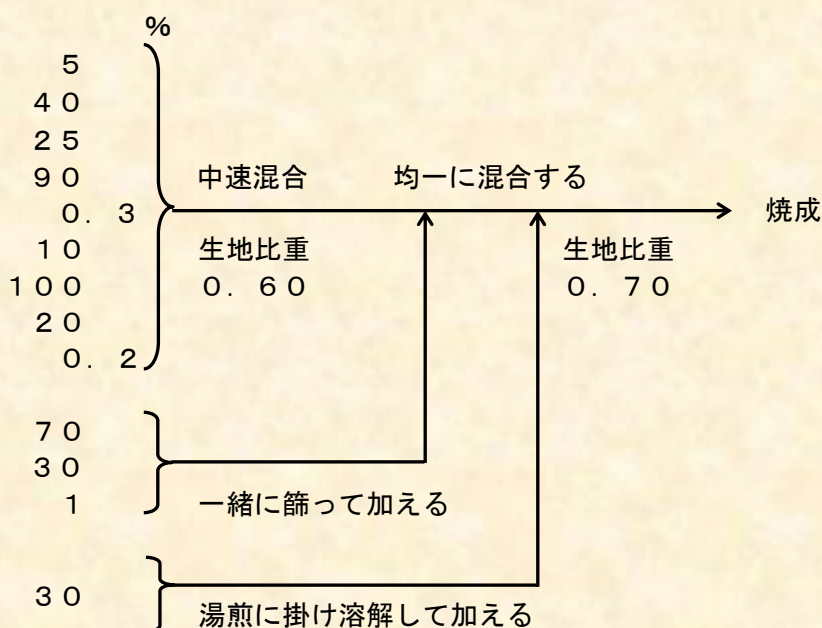 %
5
40
25
90
0.3
10
100
20
0.2
中速混合
均一に混合する
焼成
生地比重
0.60
生地比重
0.70
70
30
1
一緒に篩って加える
30
湯煎に掛け溶解して加える